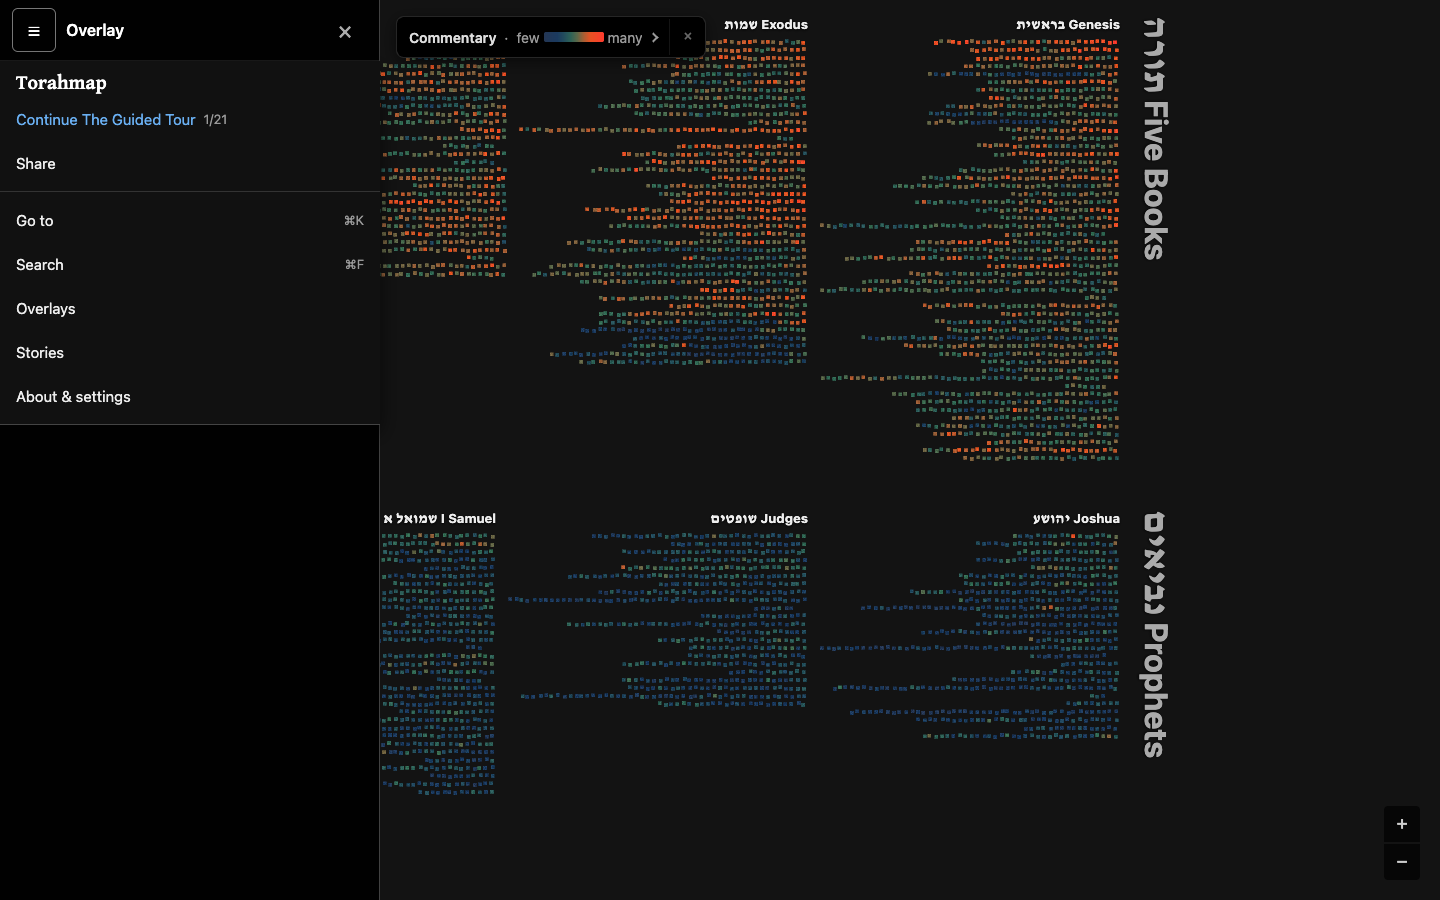 Overlay
Torahmap
Continue The Guided Tour 1/21
Share
Go to ⌘K
Search ⌘F
Overlays
Stories
About & settings
Commentary · few many
שמות Exodus
בראשית Genesis
תורה Five Books
שמואל א I Samuel
שופטים Judges
יהושע Joshua
נביאים Prophets